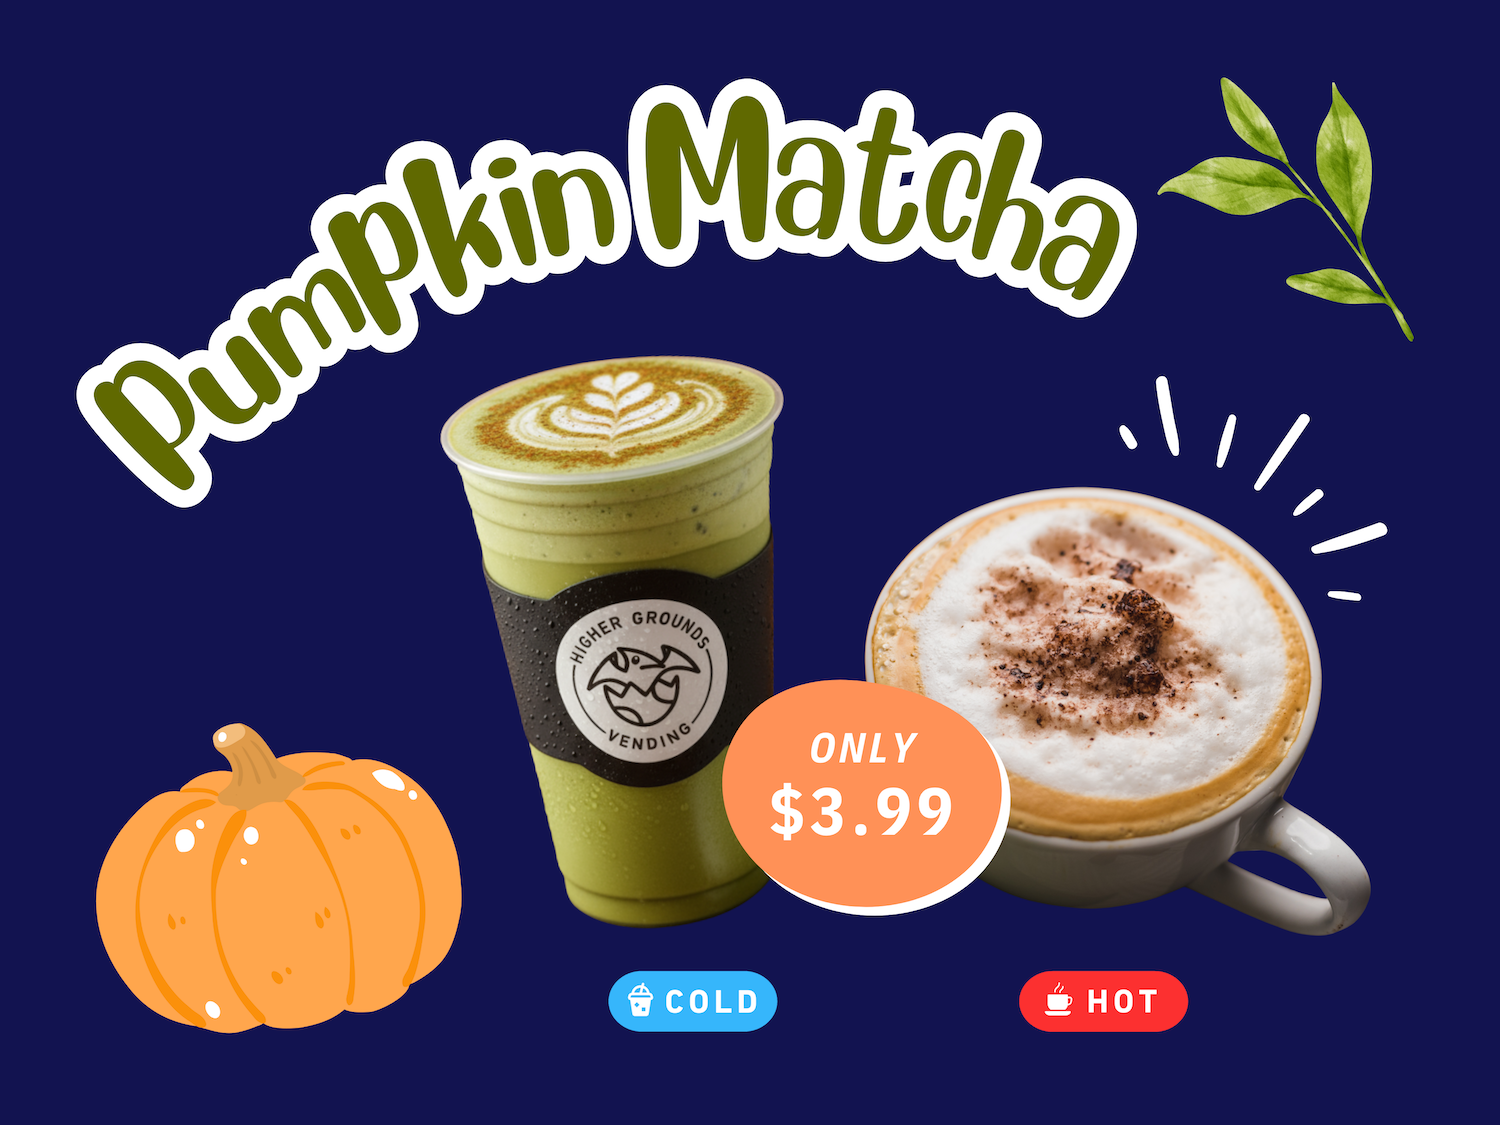 Pumpkin Matcha
HIGHER GROUNDS
VENDING
ONLY
$3.99
COLD
HOT